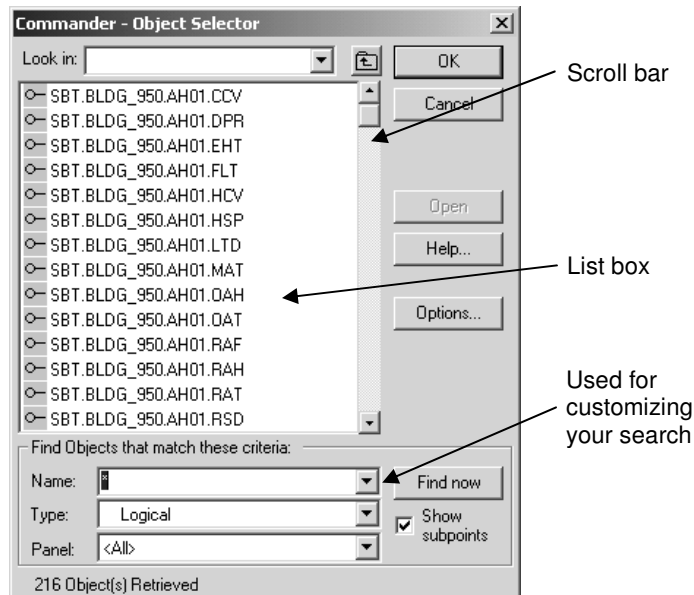 Commander - Object Selector
Look in:
OK
Cancel
Open
Help...
Options...
SBT.BLDG_950.AH01.CCV
SBT.BLDG_950.AH01.DPR
SBT.BLDG_950.AH01.EHT
SBT.BLDG_950.AH01.FLT
SBT.BLDG_950.AH01.HCV
SBT.BLDG_950.AH01.HSP
SBT.BLDG_950.AH01.LTD
SBT.BLDG_950.AH01.MAT
SBT.BLDG_950.AH01.OAH
SBT.BLDG_950.AH01.OAT
SBT.BLDG_950.AH01.RAF
SBT.BLDG_950.AH01.RAH
SBT.BLDG_950.AH01.RAT
SBT.BLDG_950.AH01.RSD
Find Objects that match these criteria:
Name: *
Find now
Type: Logical
Show
subpoints
Panel: <All>
216 Object(s) Retrieved
Scroll bar
List box
Used for
customizing
your search